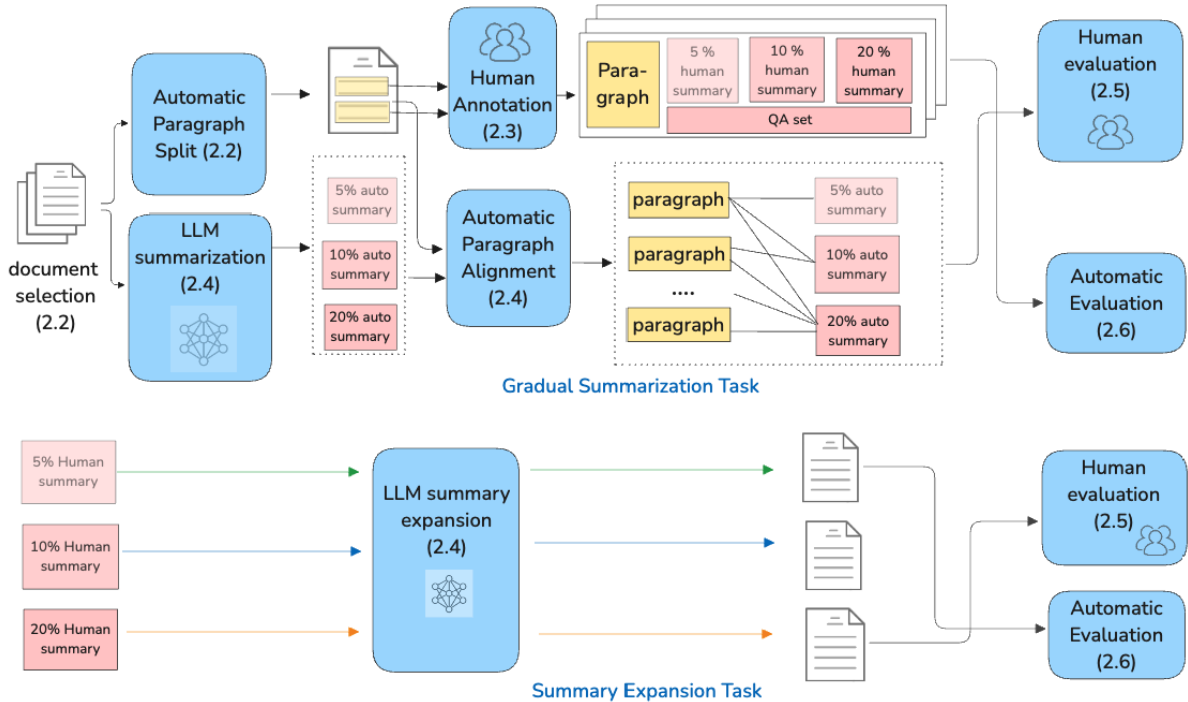 Automatic
Paragraph
Split (2.2)
Human
Annotation
(2.3)
Para-
graph
5 %
human
summary
10 %
human
summary
20 %
human
summary
QA set
Human
evaluation
(2.5)
document
selection
(2.2)
LLM
summarization
(2.4)
5% auto
summary
10% auto
summary
20% auto
summary
Automatic
Paragraph
Alignment
(2.4)
paragraph
paragraph
....
paragraph
5% auto
summary
10% auto
summary
20% auto
summary
Automatic
Evaluation
(2.6)
Gradual Summarization Task
5% Human
summary
10% Human
summary
20% Human
summary
LLM summary
expansion
(2.4)
Human
evaluation
(2.5)
Automatic
Evaluation
(2.6)
Summary Expansion Task